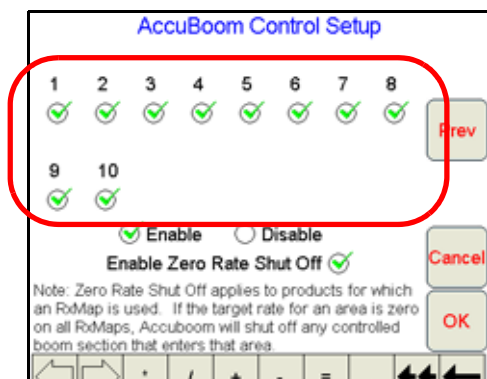 AccuBoom Control Setup
1 2 3 4 5 6 7 8
Prev
9 10
Enable Disable
Enable Zero Rate Shut Off
Cancel
Note: Zero Rate Shut Off applies to products for which
an RxMap is used. If the target rate for an area is zero
on all RxMaps, Accuboom will shut off any controlled
boom section that enters that area.
OK